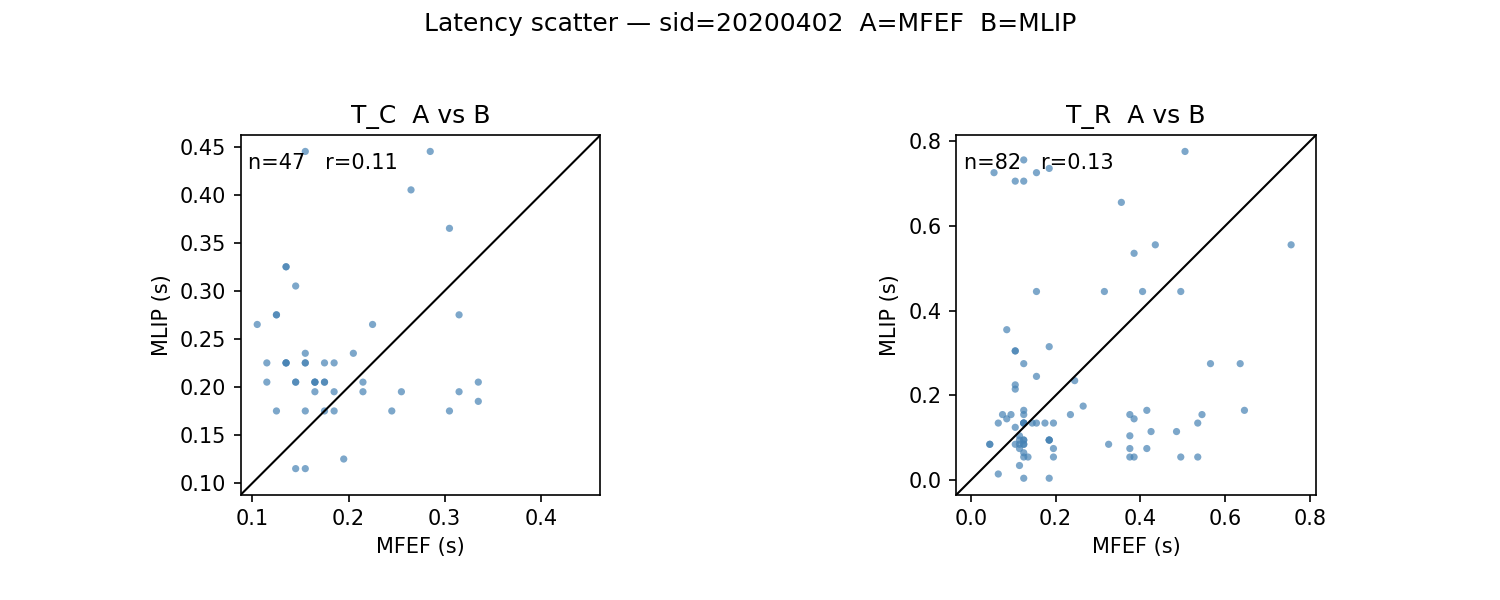 Latency scatter — sid=20200402  A=MFEF  B=MLIP
T_C  A vs B
n=47   r=0.11
0.45
0.40
0.35
0.30
0.25
0.20
0.15
0.10
MLIP (s)
0.1
0.2
0.3
0.4
MFEF (s)
T_R  A vs B
n=82   r=0.13
0.8
0.6
0.4
0.2
0.0
MLIP (s)
0.0
0.2
0.4
0.6
0.8
MFEF (s)